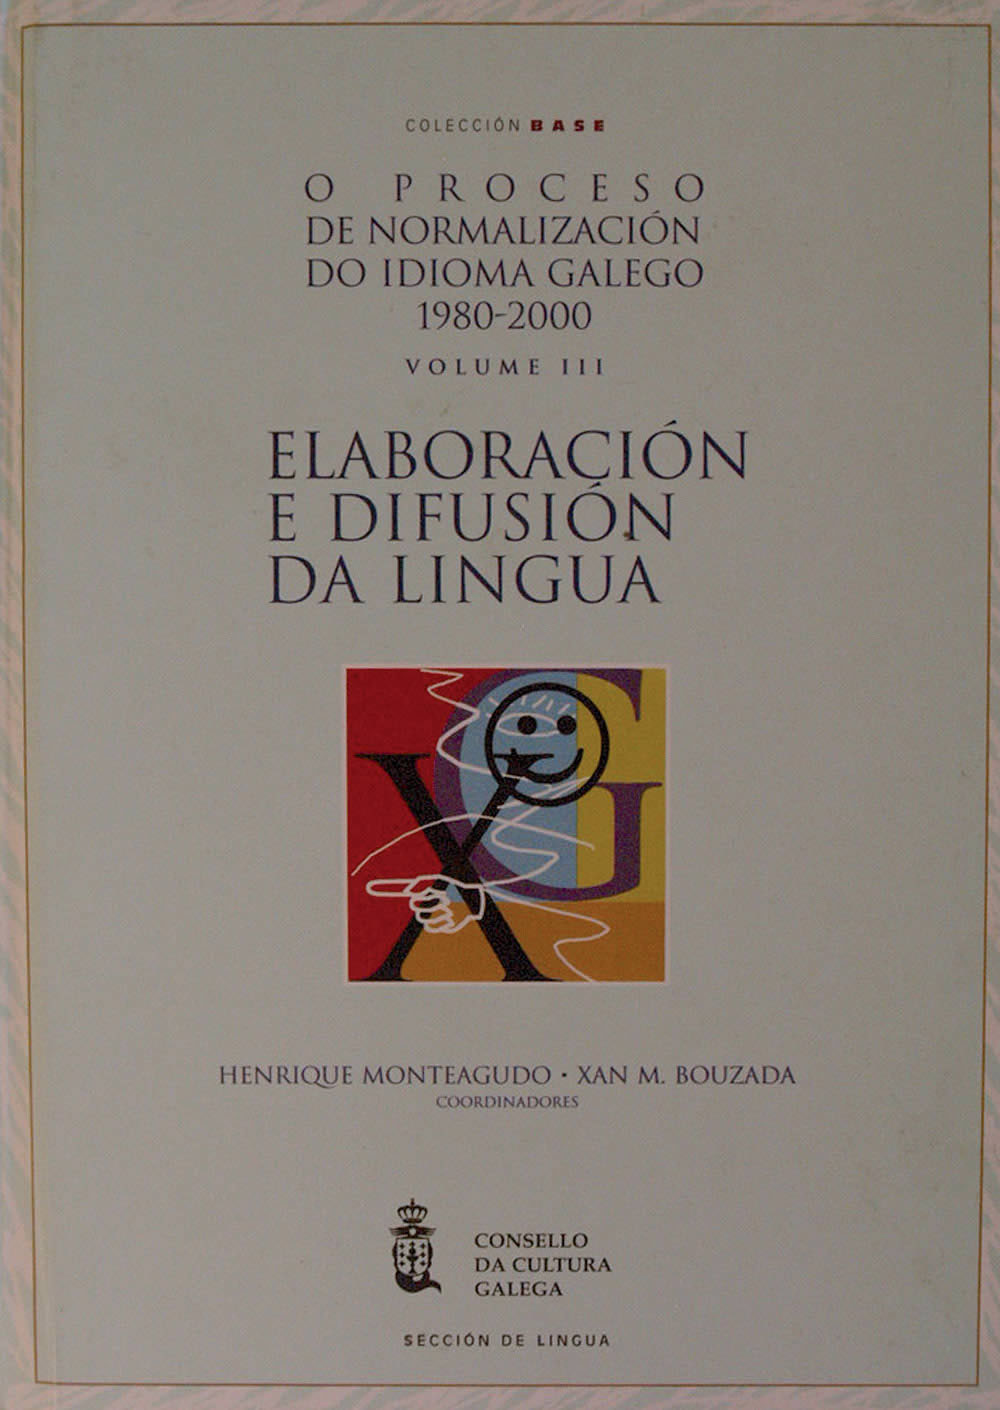 COLECCIÓN BASE
O PROCESO
DE NORMALIZACIÓN
DO IDIOMA GALEGO
1980-2000
VOLUME III
ELABORACIÓN
E DIFUSIÓN
DA LINGUA
XG
HENRIQUE MONTEAGUDO · XAN M. BOUZADA
COORDINADORES
CONSELLO
DA CULTURA
GALEGA
SECCIÓN DE LINGUA